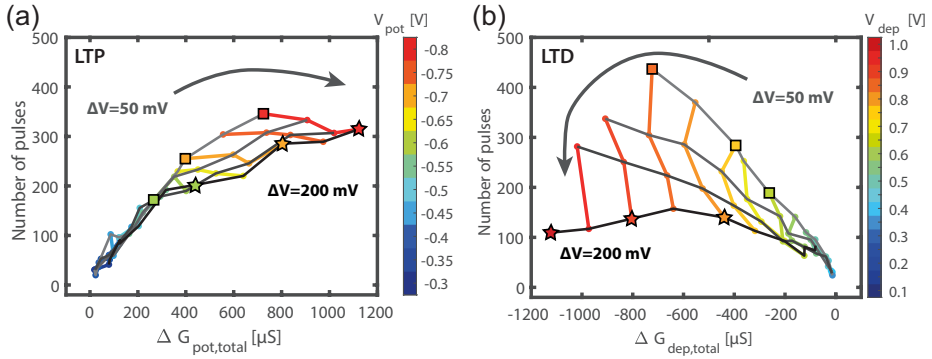 (a)
LTP
ΔV=50 mV
ΔV=200 mV
Number of pulses
500
400
300
200
100
0
0 200 400 600 800 1000 1200
Δ G_pot,total [µS]
V_pot [V]
-0.8
-0.75
-0.7
-0.65
-0.6
-0.55
-0.5
-0.45
-0.4
-0.35
-0.3
(b)
LTD
ΔV=50 mV
ΔV=200 mV
Number of pulses
500
400
300
200
100
0
-1200 -1000 -800 -600 -400 -200 0
Δ G_dep,total [µS]
V_dep [V]
1.0
0.9
0.8
0.7
0.6
0.5
0.4
0.3
0.2
0.1